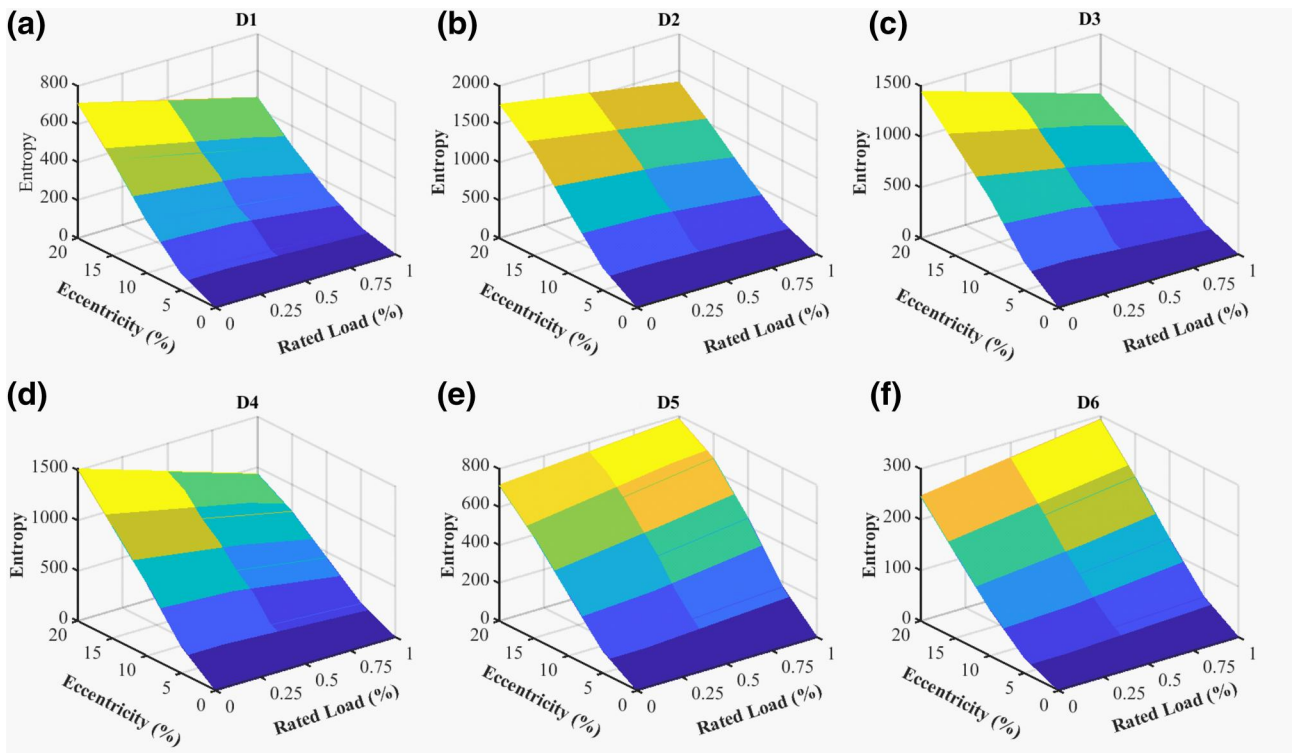 (a)
D1
800
600
400
200
0
Entropy
20
15
10
5
0
Eccentricity (%)
0
0.25
0.5
0.75
1
Rated Load (%)
(b)
D2
2000
1500
1000
500
0
Entropy
20
15
10
5
0
Eccentricity (%)
0
0.25
0.5
0.75
1
Rated Load (%)
(c)
D3
1500
1000
500
0
Entropy
20
15
10
5
0
Eccentricity (%)
0
0.25
0.5
0.75
1
Rated Load (%)
(d)
D4
1500
1000
500
0
Entropy
20
15
10
5
0
Eccentricity (%)
0
0.25
0.5
0.75
1
Rated Load (%)
(e)
D5
800
600
400
200
0
Entropy
20
15
10
5
0
Eccentricity (%)
0
0.25
0.5
0.75
1
Rated Load (%)
(f)
D6
300
200
100
0
Entropy
20
15
10
5
0
Eccentricity (%)
0
0.25
0.5
0.75
1
Rated Load (%)